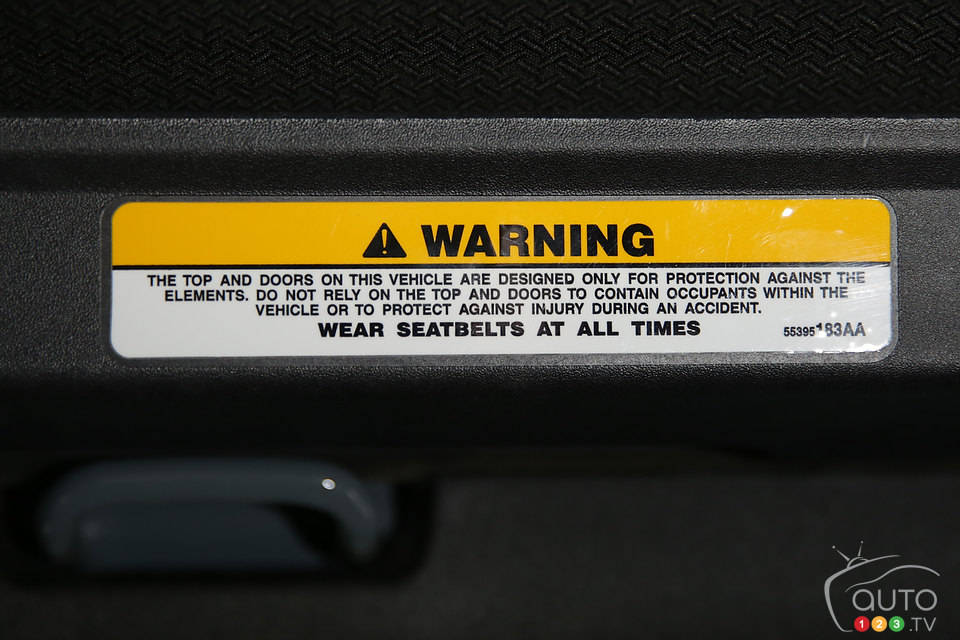 WARNING
THE TOP AND DOORS ON THIS VEHICLE ARE DESIGNED ONLY FOR PROTECTION AGAINST THE
ELEMENTS. DO NOT RELY ON THE TOP AND DOORS TO CONTAIN OCCUPANTS WITHIN THE
VEHICLE OR TO PROTECT AGAINST INJURY DURING AN ACCIDENT.
WEAR SEATBELTS AT ALL TIMES
55395183AA
AUTO
123.TV